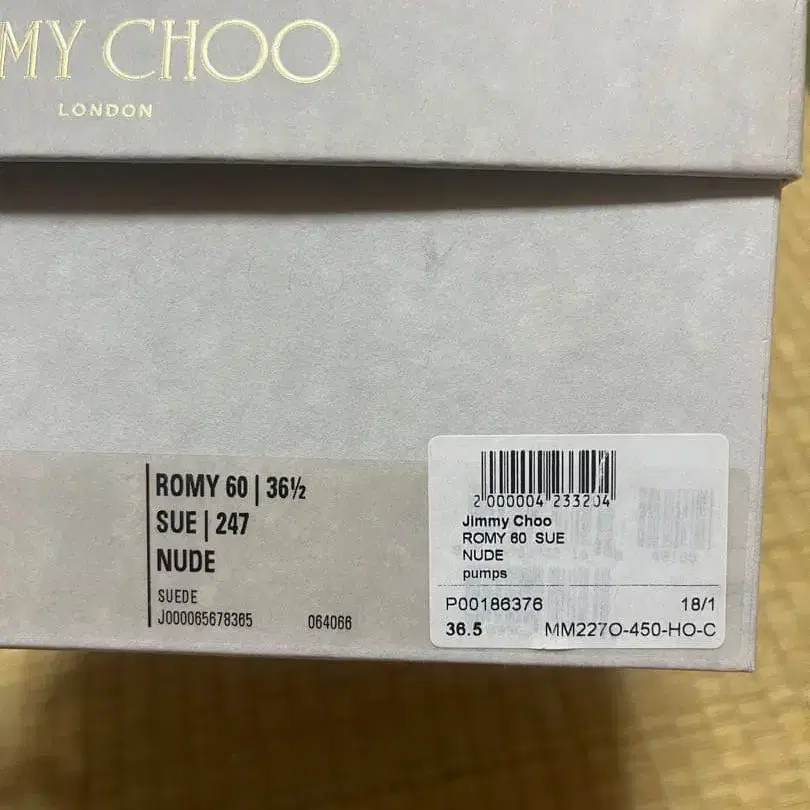 MY CHOO
LONDON
ROMY 60 | 36½
SUE | 247
NUDE
SUEDE
J000065678365 064066
2 000004 233204
Jimmy Choo
ROMY 60 SUE
NUDE
pumps
P00186376 18/1
36.5 MM227O-450-HO-C